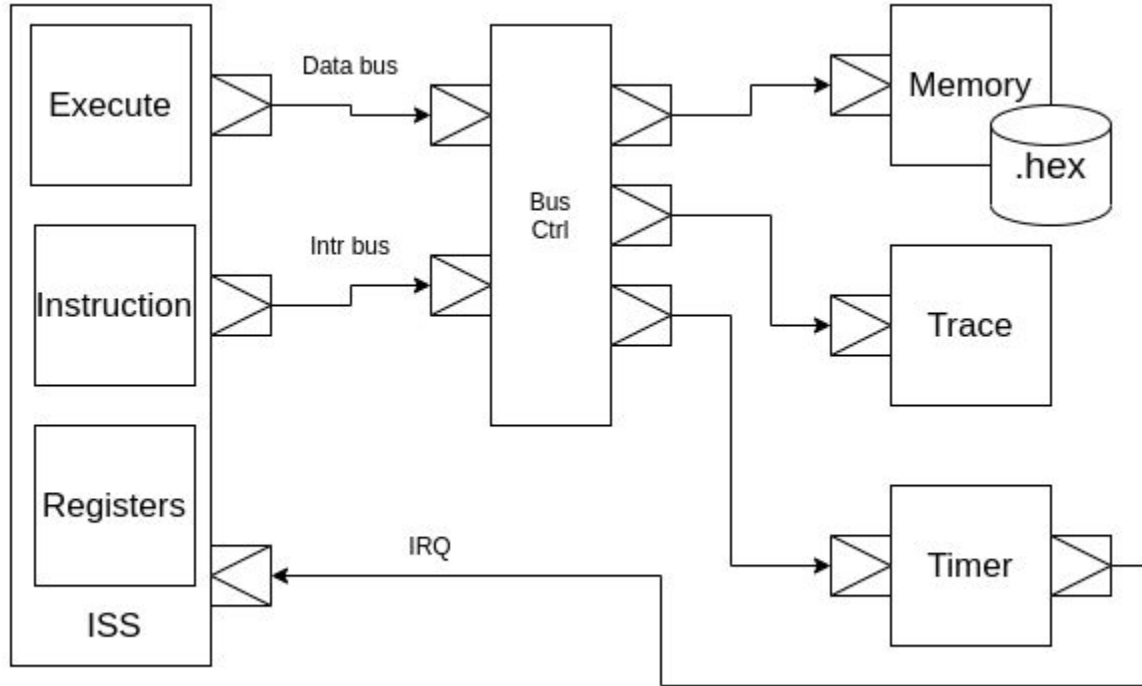 Execute
Data bus
Memory
.hex
Bus
Ctrl
Intr bus
Instruction
Trace
Registers
IRQ
Timer
ISS